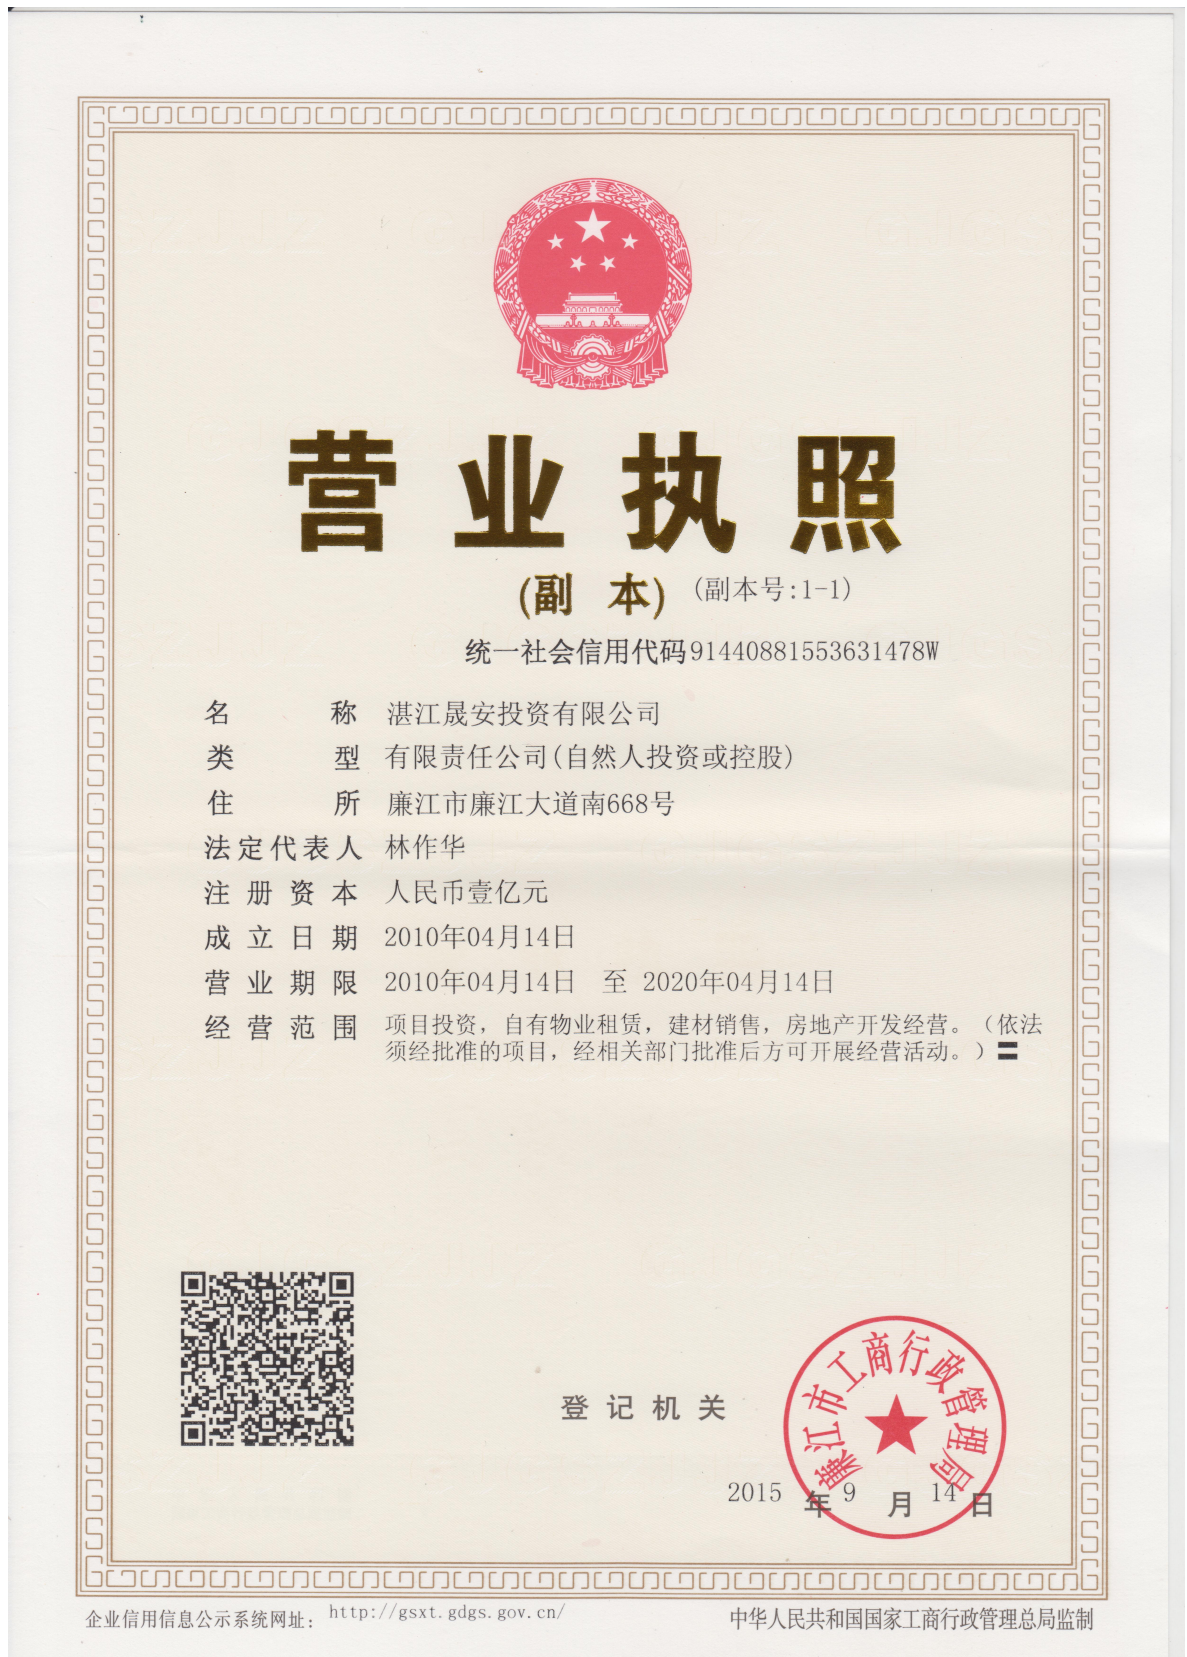 营业执照
(副 本) (副本号:1-1)
统一社会信用代码91440881553631478W
名 称 湛江晟安投资有限公司
类 型 有限责任公司(自然人投资或控股)
住 所 廉江市廉江大道南668号
法定代表人 林作华
注册资本 人民币壹亿元
成立日期 2010年04月14日
营业期限 2010年04月14日 至 2020年04月14日
经营范围 项目投资，自有物业租赁，建材销售，房地产开发经营。（依法
须经批准的项目，经相关部门批准后方可开展经营活动。）〓
廉江市工商行政管理局
登记机关
2015年9月14日
企业信用信息公示系统网址：http://gsxt.gdgs.gov.cn/ 中华人民共和国国家工商行政管理总局监制